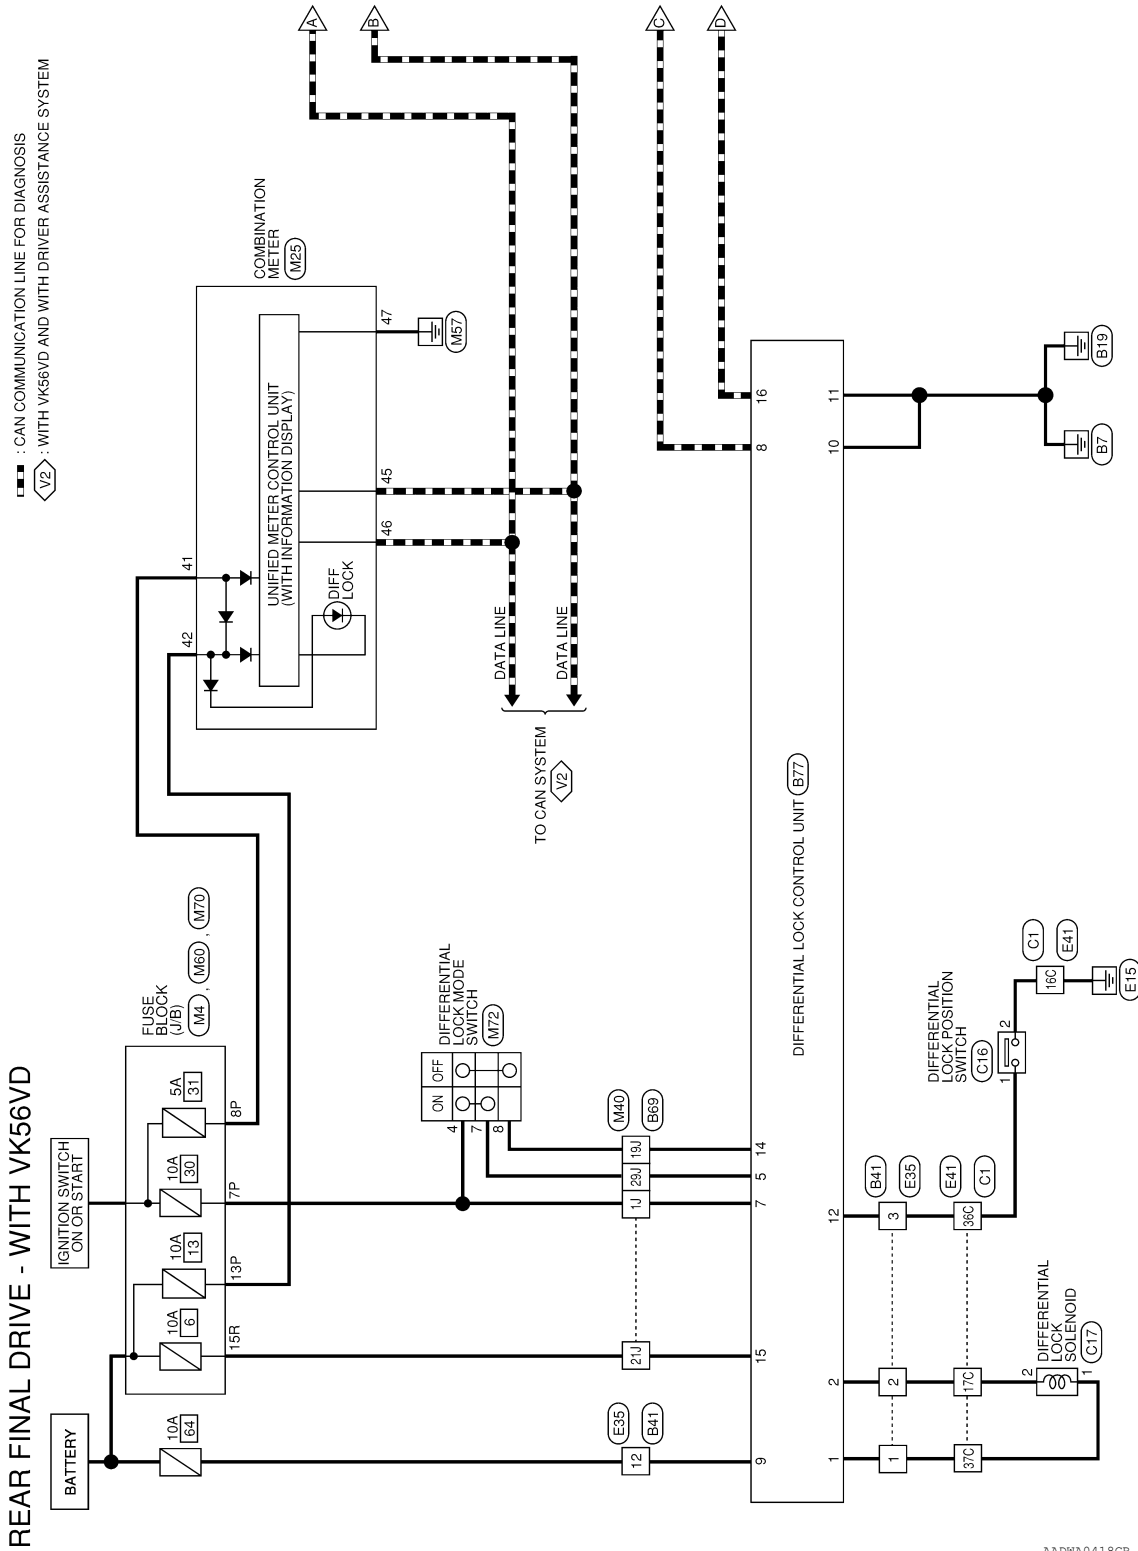 REAR FINAL DRIVE - WITH VK56VD
: CAN COMMUNICATION LINE FOR DIAGNOSIS
V2 : WITH VK56VD AND WITH DRIVER ASSISTANCE SYSTEM
BATTERY
IGNITION SWITCH
ON OR START
FUSE
BLOCK
(J/B)
M4 , M60 , M70
10A
64
10A
6
10A
13
10A
30
5A
31
15R
13P
7P
8P
42
41
COMBINATION
METER
M25
UNIFIED METER CONTROL UNIT
(WITH INFORMATION DISPLAY)
DIFF
LOCK
46
45
47
M57
A
B
C
D
DATA LINE
DATA LINE
TO CAN SYSTEM
V2
DIFFERENTIAL
LOCK MODE
SWITCH
M72
ON
OFF
4
7
8
E35
B41
12
21J
1J
29J
19J
M40
B69
9
15
7
5
14
8
16
DIFFERENTIAL LOCK CONTROL UNIT B77
1
2
12
10
11
1
2
3
B41
E35
37C
17C
36C
E41
C1
2
1
DIFFERENTIAL
LOCK
SOLENOID
C17
DIFFERENTIAL
LOCK POSITION
SWITCH
C16
1
2
16C
C1
E41
E15
B7
B19